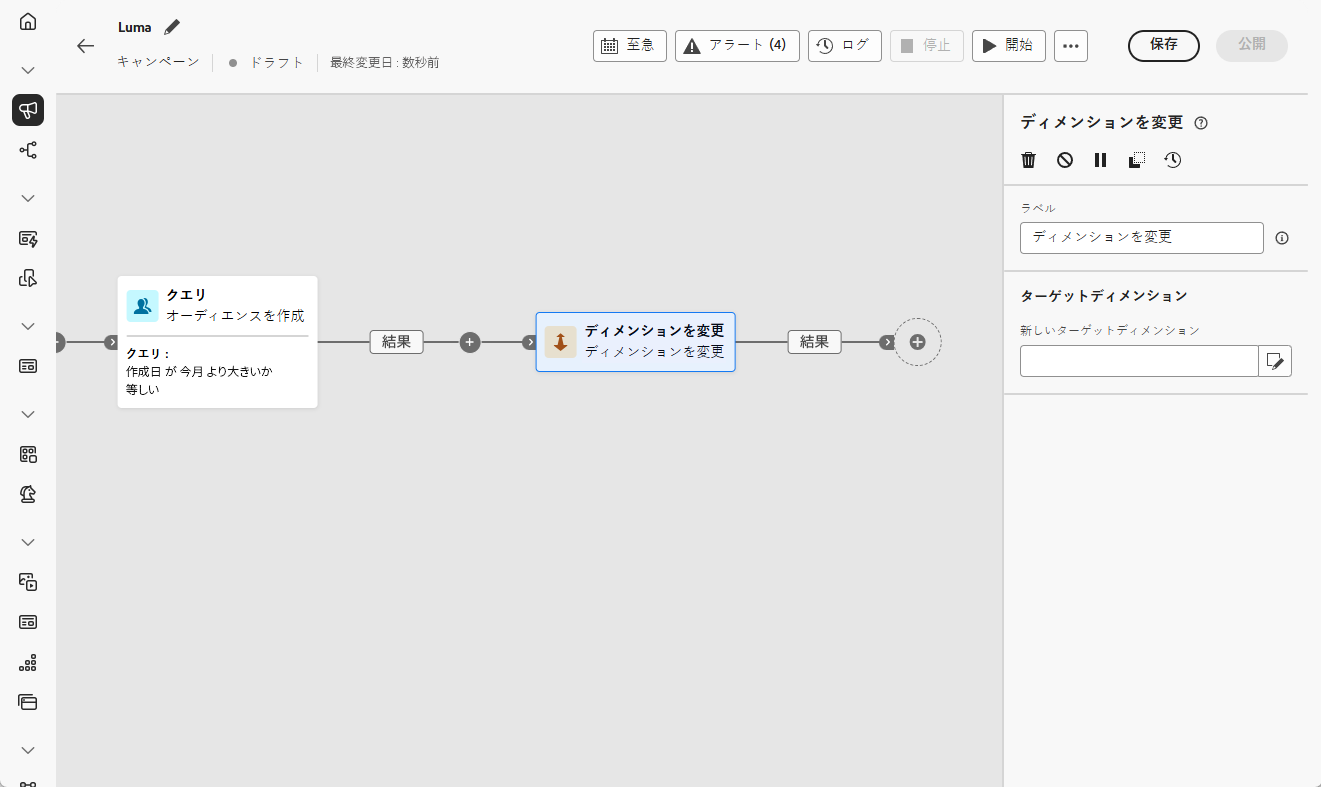 Luma
キャンペーン
ドラフト
最終変更日 : 数秒前
至急
アラート (4)
ログ
停止
開始
保存
公開
クエリ
オーディエンスを作成
クエリ :
作成日 が 今月 より大きいか
等しい
結果
ディメンションを変更
ディメンションを変更
結果
ディメンションを変更
ラベル
ディメンションを変更
ターゲットディメンション
新しいターゲットディメンション